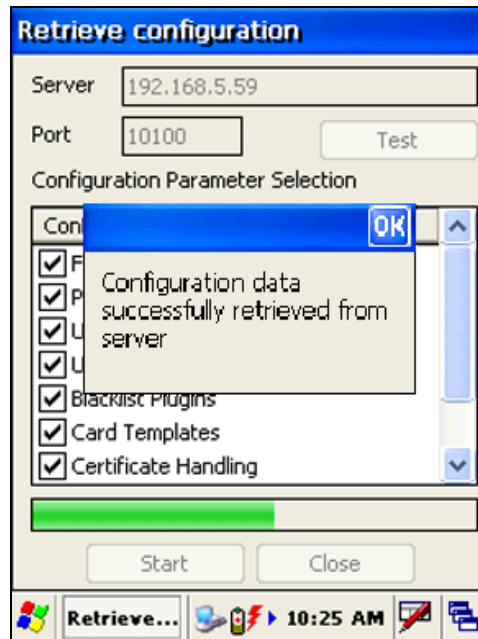 Retrieve configuration
Server 192.168.5.59
Port 10100 Test
Configuration Parameter Selection
OK
Configuration data
successfully retrieved from
server
Blacklist Plugins
Card Templates
Certificate Handling
Start Close
Retrieve... 10:25 AM